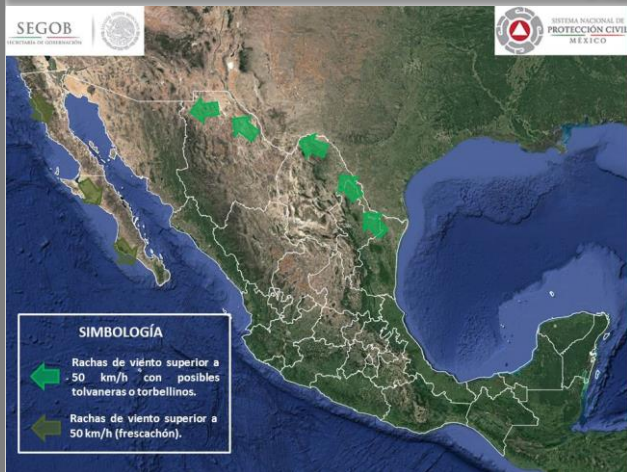 SEGOB
SECRETARÍA DE GOBERNACIÓN
SISTEMA NACIONAL DE
PROTECCIÓN CIVIL
MÉXICO
SIMBOLOGÍA
Rachas de viento superior a
50 km/h con posibles
tolvaneras o torbellinos.
Rachas de viento superior a
50 km/h (frescachón).